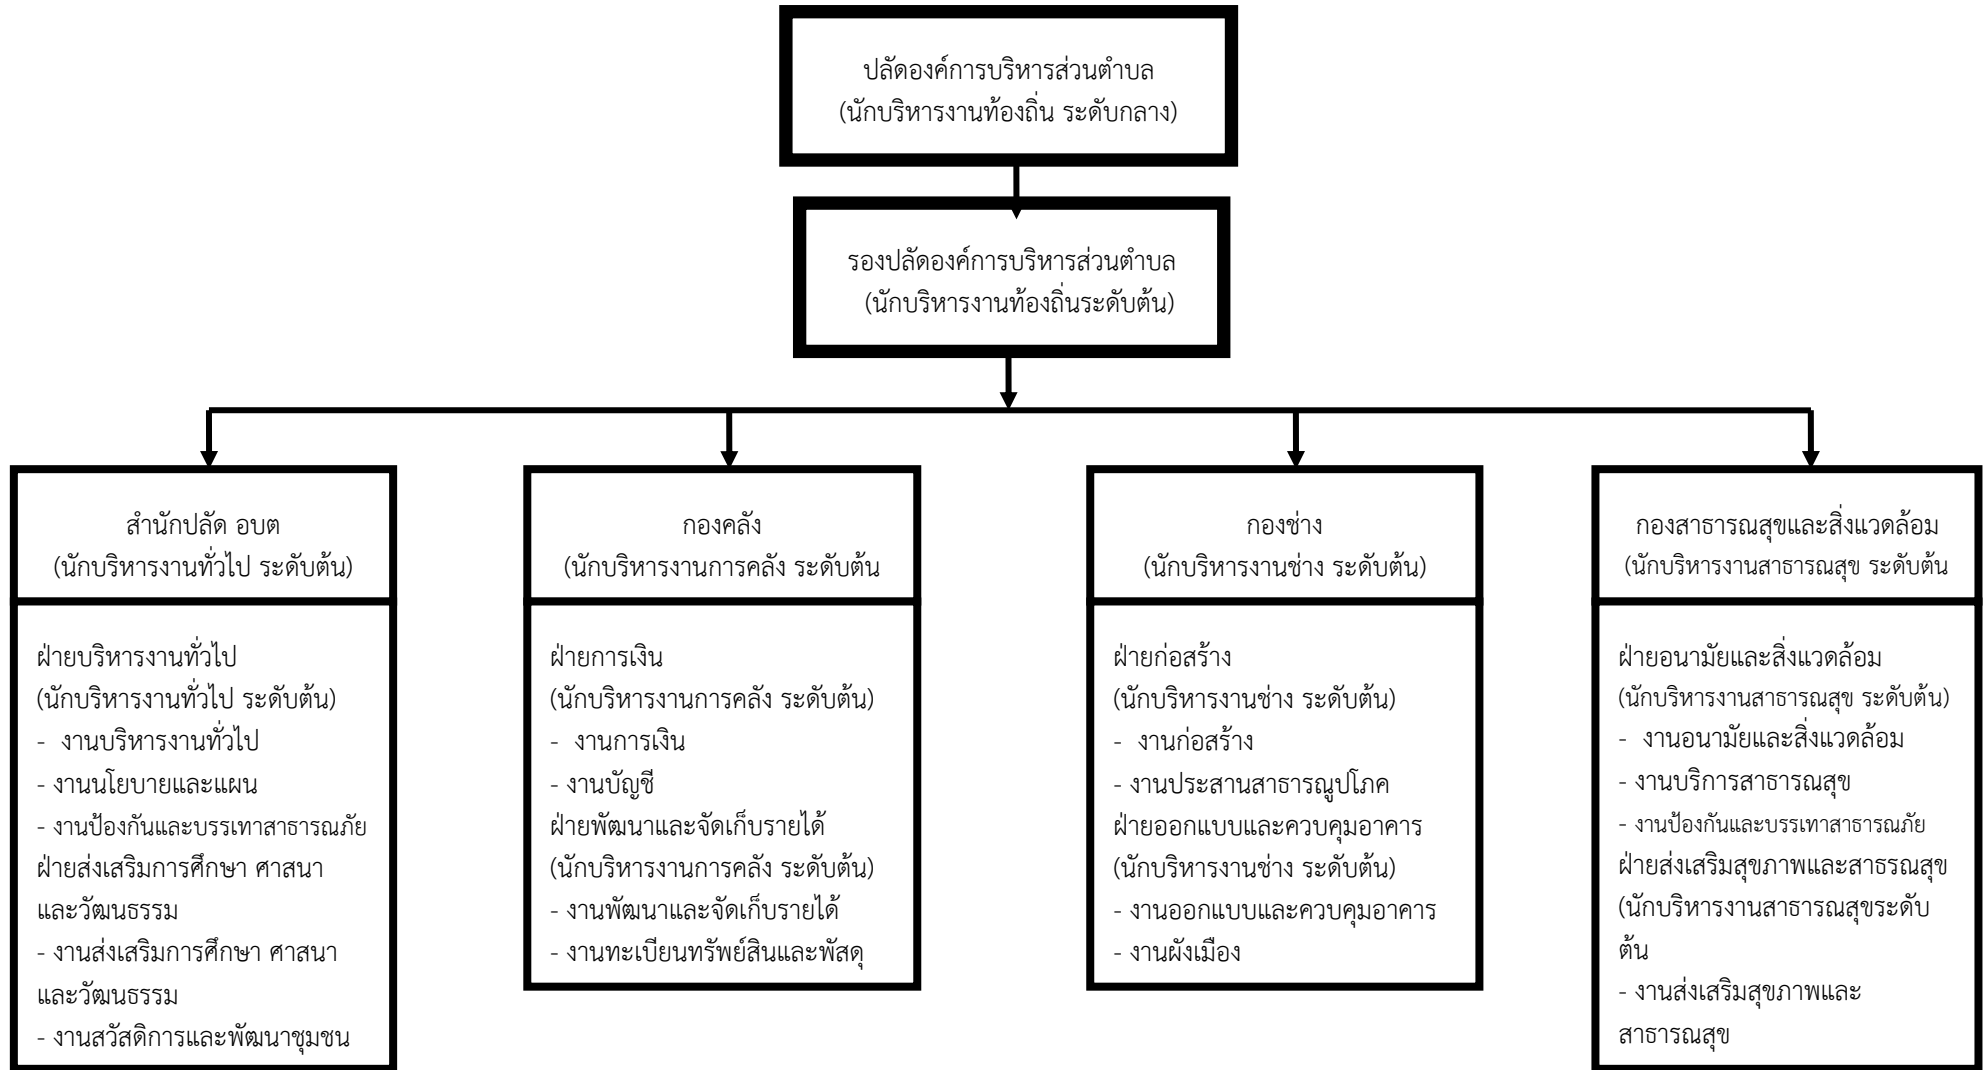 ปลัดองค์การบริหารส่วนตำบล
(นักบริหารงานท้องถิ่น ระดับกลาง)
รองปลัดองค์การบริหารส่วนตำบล
(นักบริหารงานท้องถิ่นระดับต้น)
สำนักปลัด อบต
(นักบริหารงานทั่วไป ระดับต้น)
ฝ่ายบริหารงานทั่วไป
(นักบริหารงานทั่วไป ระดับต้น)
- งานบริหารงานทั่วไป
- งานนโยบายและแผน
- งานป้องกันและบรรเทาสาธารณภัย
ฝ่ายส่งเสริมการศึกษา ศาสนา
และวัฒนธรรม
- งานส่งเสริมการศึกษา ศาสนา
และวัฒนธรรม
- งานสวัสดิการและพัฒนาชุมชน
กองคลัง
(นักบริหารงานการคลัง ระดับต้น
ฝ่ายการเงิน
(นักบริหารงานการคลัง ระดับต้น)
- งานการเงิน
- งานบัญชี
ฝ่ายพัฒนาและจัดเก็บรายได้
(นักบริหารงานการคลัง ระดับต้น)
- งานพัฒนาและจัดเก็บรายได้
- งานทะเบียนทรัพย์สินและพัสดุ
กองช่าง
(นักบริหารงานช่าง ระดับต้น)
ฝ่ายก่อสร้าง
(นักบริหารงานช่าง ระดับต้น)
- งานก่อสร้าง
- งานประสานสาธารณูปโภค
ฝ่ายออกแบบและควบคุมอาคาร
(นักบริหารงานช่าง ระดับต้น)
- งานออกแบบและควบคุมอาคาร
- งานผังเมือง
กองสาธารณสุขและสิ่งแวดล้อม
(นักบริหารงานสาธารณสุข ระดับต้น
ฝ่ายอนามัยและสิ่งแวดล้อม
(นักบริหารงานสาธารณสุข ระดับต้น)
- งานอนามัยและสิ่งแวดล้อม
- งานบริการสาธารณสุข
- งานป้องกันและบรรเทาสาธารณภัย
ฝ่ายส่งเสริมสุขภาพและสาธรณสุข
(นักบริหารงานสาธารณสุขระดับ
ต้น
- งานส่งเสริมสุขภาพและ
สาธารณสุข